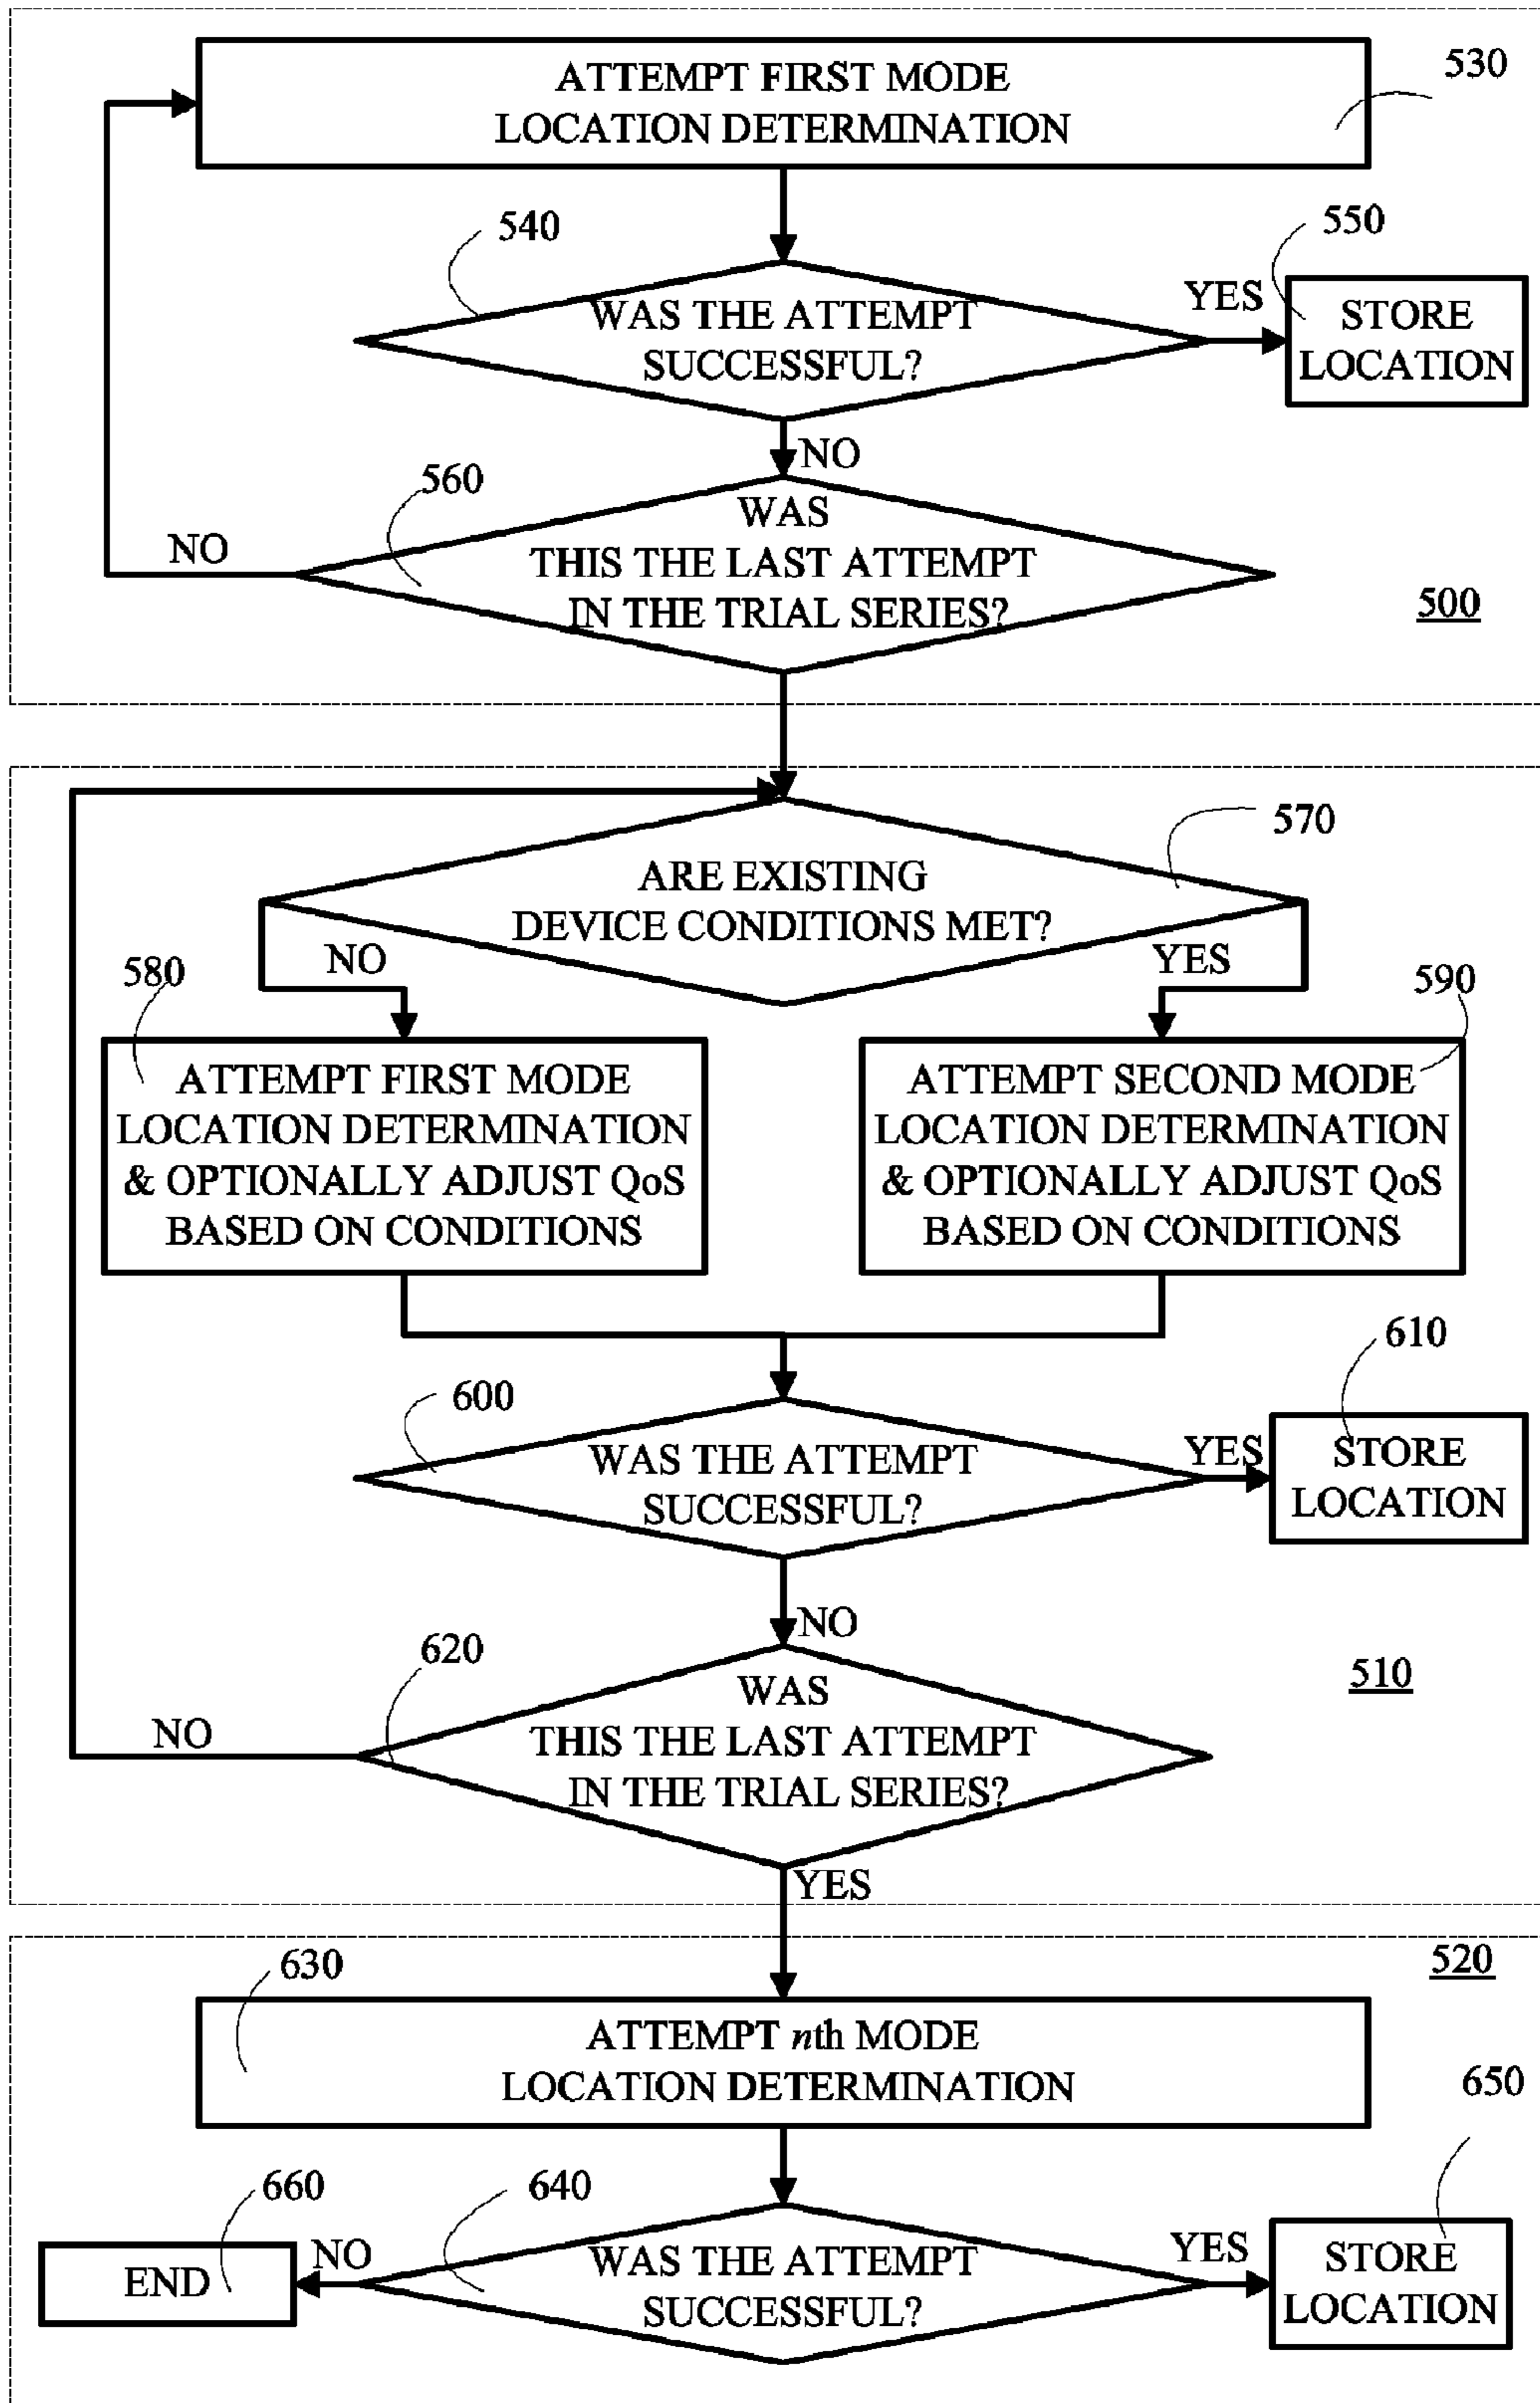 ATTEMPT FIRST MODE
LOCATION DETERMINATION
530
540
WAS THE ATTEMPT
SUCCESSFUL?
YES
550
STORE
LOCATION
NO
560
WAS
THIS THE LAST ATTEMPT
IN THE TRIAL SERIES?
NO
500
570
ARE EXISTING
DEVICE CONDITIONS MET?
NO
YES
580
590
ATTEMPT FIRST MODE
LOCATION DETERMINATION
& OPTIONALLY ADJUST QoS
BASED ON CONDITIONS
ATTEMPT SECOND MODE
LOCATION DETERMINATION
& OPTIONALLY ADJUST QoS
BASED ON CONDITIONS
600
WAS THE ATTEMPT
SUCCESSFUL?
YES
610
STORE
LOCATION
NO
620
WAS
THIS THE LAST ATTEMPT
IN THE TRIAL SERIES?
NO
510
YES
520
630
ATTEMPT nth MODE
LOCATION DETERMINATION
650
660
640
END
NO
WAS THE ATTEMPT
SUCCESSFUL?
YES
STORE
LOCATION